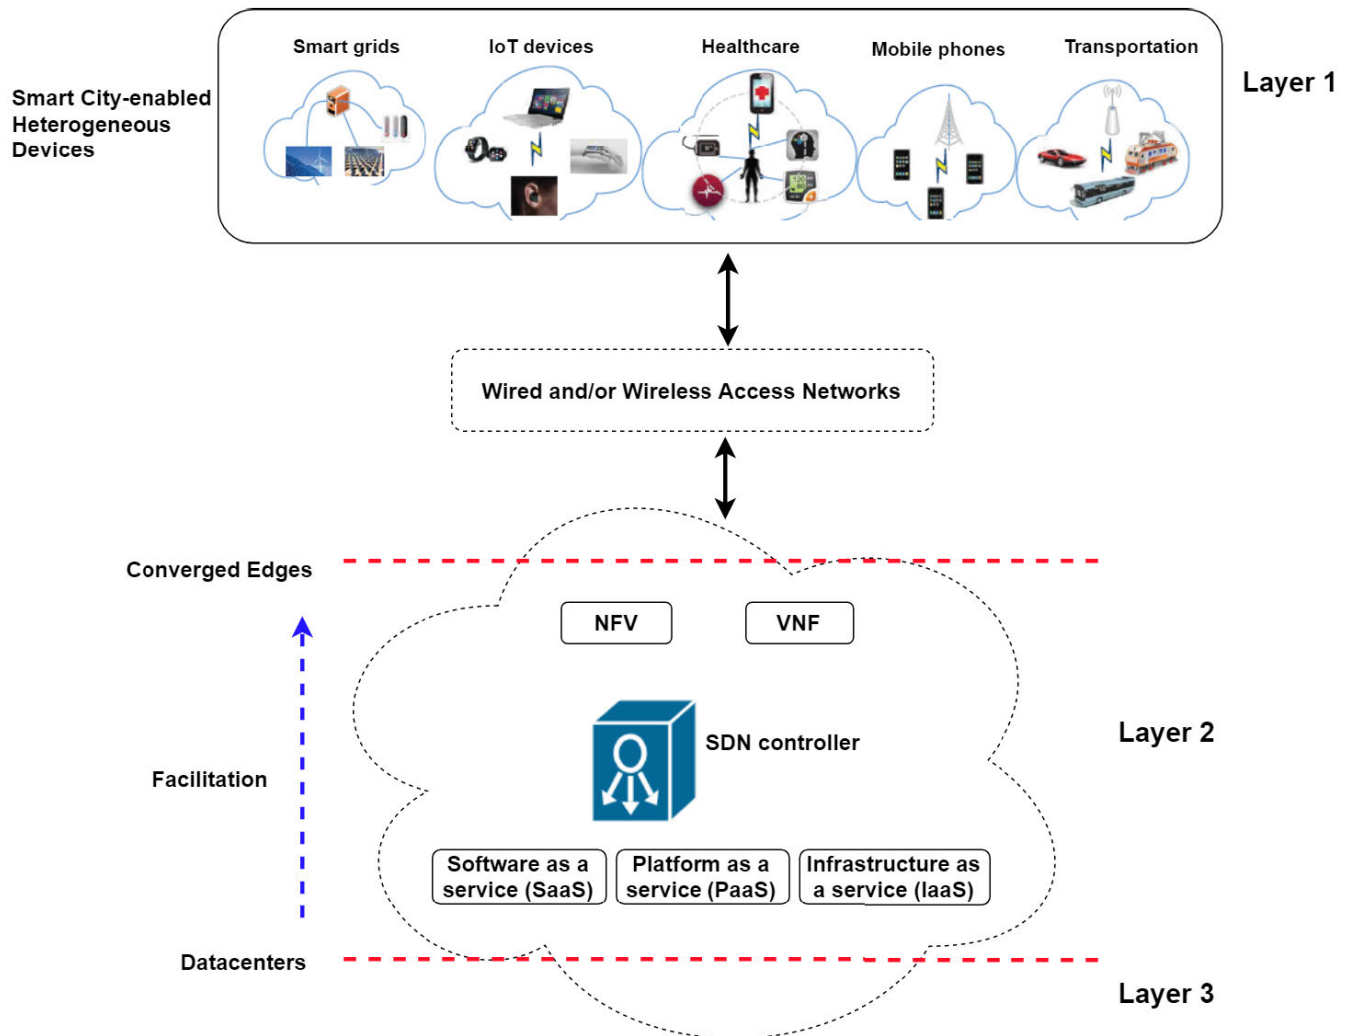 Smart grids
IoT devices
Healthcare
Mobile phones
Transportation
Layer 1
Smart City-enabled
Heterogeneous
Devices
Wired and/or Wireless Access Networks
Converged Edges
NFV
VNF
SDN controller
Layer 2
Facilitation
Software as a
service (SaaS)
Platform as a
service (PaaS)
Infrastructure as
a service (IaaS)
Datacenters
Layer 3